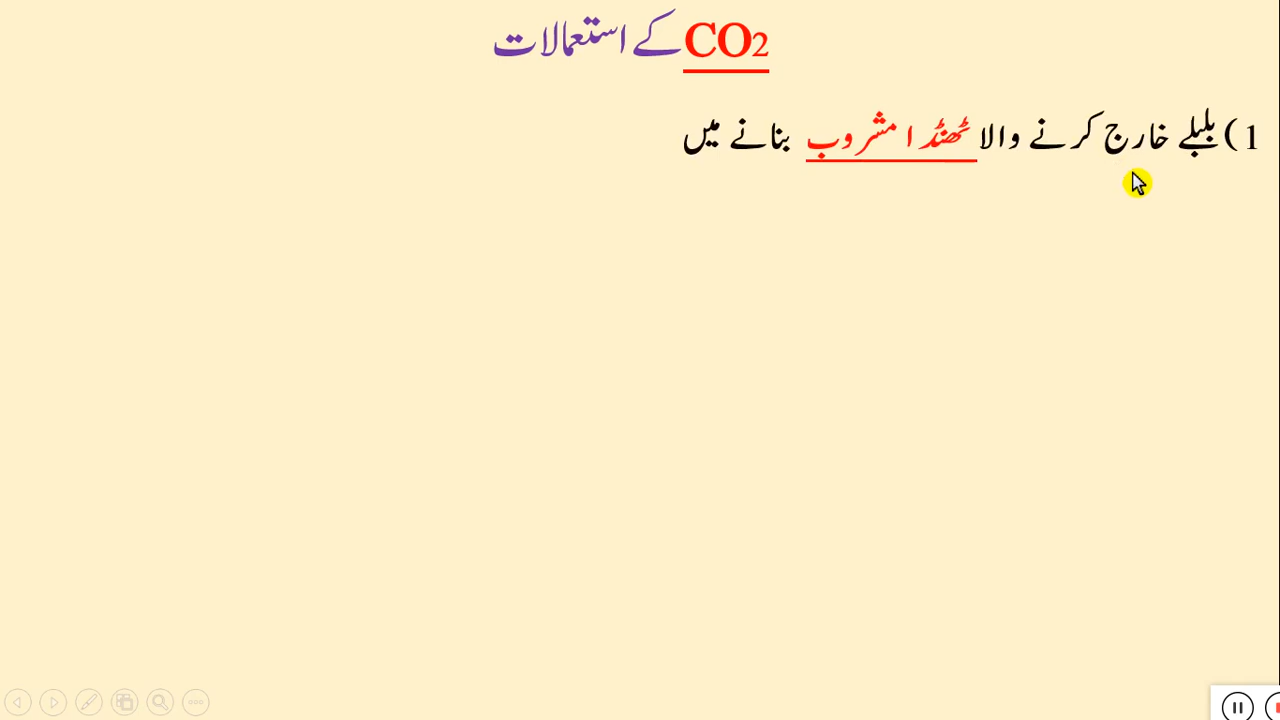 CO2 کے استعمالات
1) بلبلے خارج کرنے والا ٹھنڈا مشروب بنانے میں